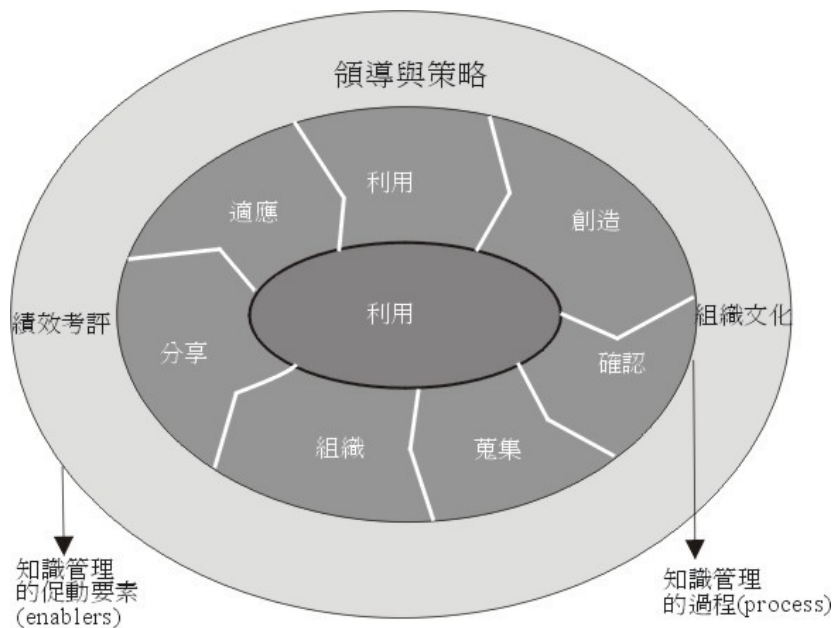 領導與策略
利用
適應
創造
利用
績效考評
組織文化
分享
確認
組織
蒐集
知識管理
的促動要素
(enablers)
知識管理
的過程(process)